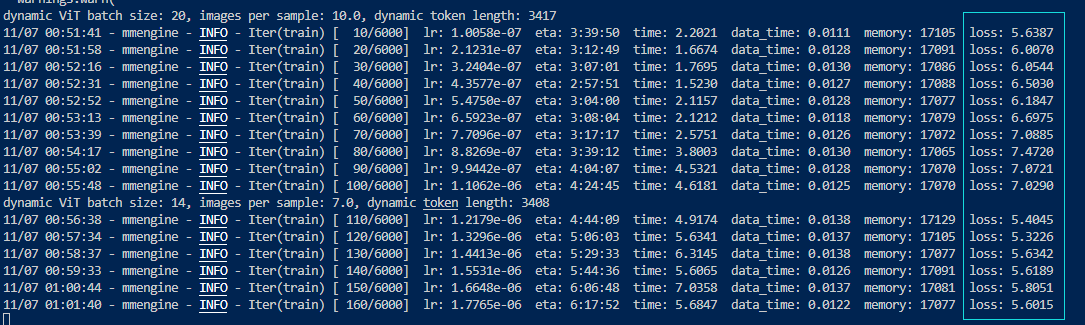 warnings.warn(
dynamic ViT batch size: 20, images per sample: 10.0, dynamic token length: 3417
11/07 00:51:41 - mmengine - INFO - Iter(train) [  10/6000]  lr: 1.0058e-07  eta: 3:39:50  time: 2.2021  data_time: 0.0111  memory: 17105  loss: 5.6387
11/07 00:51:58 - mmengine - INFO - Iter(train) [  20/6000]  lr: 2.1231e-07  eta: 3:12:49  time: 1.6674  data_time: 0.0128  memory: 17091  loss: 6.0070
11/07 00:52:16 - mmengine - INFO - Iter(train) [  30/6000]  lr: 3.2404e-07  eta: 3:07:01  time: 1.7695  data_time: 0.0130  memory: 17086  loss: 6.0544
11/07 00:52:31 - mmengine - INFO - Iter(train) [  40/6000]  lr: 4.3577e-07  eta: 2:57:51  time: 1.5230  data_time: 0.0127  memory: 17088  loss: 6.5030
11/07 00:52:52 - mmengine - INFO - Iter(train) [  50/6000]  lr: 5.4750e-07  eta: 3:04:00  time: 2.1157  data_time: 0.0128  memory: 17077  loss: 6.1847
11/07 00:53:13 - mmengine - INFO - Iter(train) [  60/6000]  lr: 6.5923e-07  eta: 3:08:04  time: 2.1212  data_time: 0.0118  memory: 17079  loss: 6.6975
11/07 00:53:39 - mmengine - INFO - Iter(train) [  70/6000]  lr: 7.7096e-07  eta: 3:17:17  time: 2.5751  data_time: 0.0126  memory: 17072  loss: 7.0885
11/07 00:54:17 - mmengine - INFO - Iter(train) [  80/6000]  lr: 8.8269e-07  eta: 3:39:12  time: 3.8003  data_time: 0.0130  memory: 17065  loss: 7.4720
11/07 00:55:02 - mmengine - INFO - Iter(train) [  90/6000]  lr: 9.9442e-07  eta: 4:04:07  time: 4.5321  data_time: 0.0128  memory: 17070  loss: 7.0721
11/07 00:55:48 - mmengine - INFO - Iter(train) [ 100/6000]  lr: 1.1062e-06  eta: 4:24:45  time: 4.6181  data_time: 0.0125  memory: 17070  loss: 7.0290
dynamic ViT batch size: 14, images per sample: 7.0, dynamic token length: 3408
11/07 00:56:38 - mmengine - INFO - Iter(train) [ 110/6000]  lr: 1.2179e-06  eta: 4:44:09  time: 4.9174  data_time: 0.0138  memory: 17129  loss: 5.4045
11/07 00:57:34 - mmengine - INFO - Iter(train) [ 120/6000]  lr: 1.3296e-06  eta: 5:06:03  time: 5.6341  data_time: 0.0137  memory: 17105  loss: 5.3226
11/07 00:58:37 - mmengine - INFO - Iter(train) [ 130/6000]  lr: 1.4413e-06  eta: 5:29:33  time: 6.3145  data_time: 0.0138  memory: 17077  loss: 5.6342
11/07 00:59:33 - mmengine - INFO - Iter(train) [ 140/6000]  lr: 1.5531e-06  eta: 5:44:36  time: 5.6065  data_time: 0.0126  memory: 17091  loss: 5.6189
11/07 01:00:44 - mmengine - INFO - Iter(train) [ 150/6000]  lr: 1.6648e-06  eta: 6:06:48  time: 7.0358  data_time: 0.0137  memory: 17081  loss: 5.8051
11/07 01:01:40 - mmengine - INFO - Iter(train) [ 160/6000]  lr: 1.7765e-06  eta: 6:17:52  time: 5.6847  data_time: 0.0122  memory: 17077  loss: 5.6015